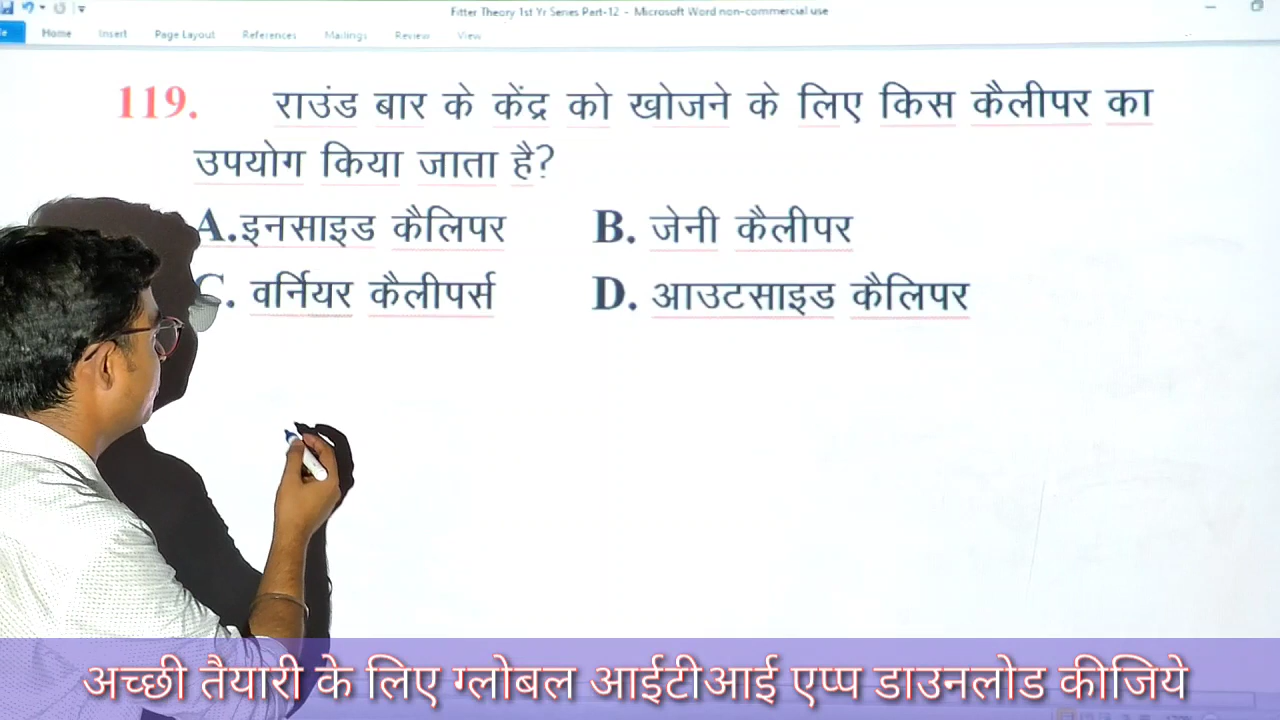 Fitter Theory 1st Yr Series Part-12 - Microsoft Word non-commercial use
Home Insert Page Layout References Mailings Review View
119. राउंड बार के केंद्र को खोजने के लिए किस कैलीपर का
उपयोग किया जाता है?
A.इनसाइड कैलिपर B. जेनी कैलीपर
C. वर्नियर कैलीपर्स D. आउटसाइड कैलिपर
अच्छी तैयारी के लिए ग्लोबल आईटीआई एप्प डाउनलोड कीजिये